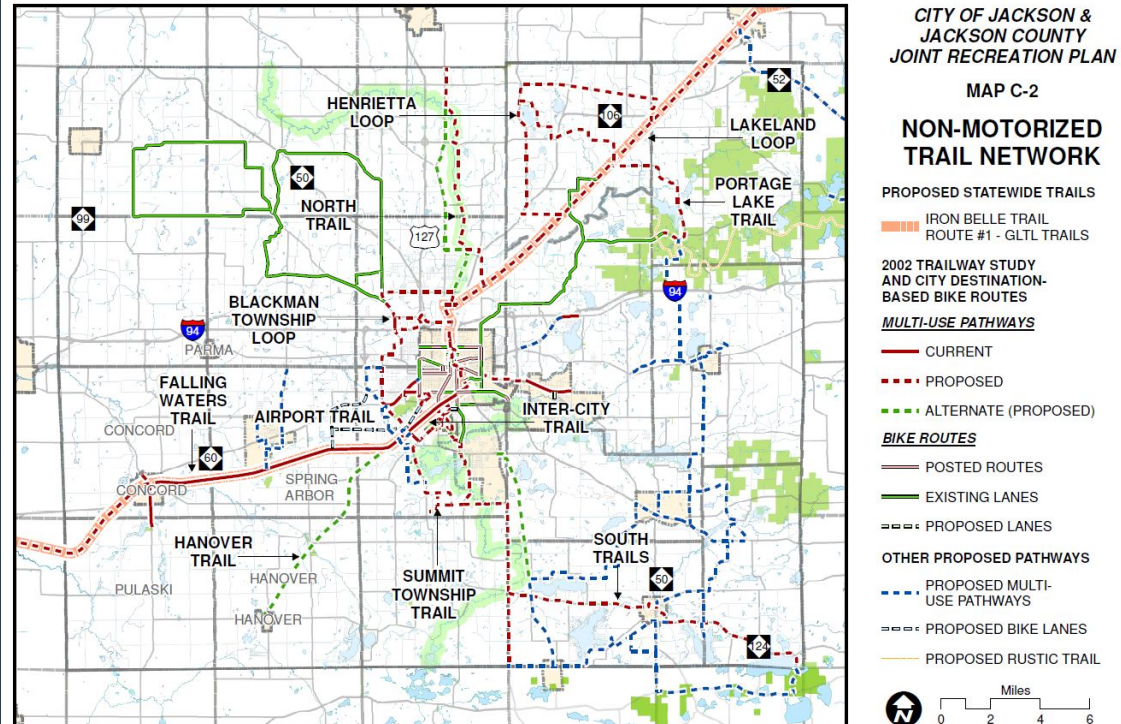 HENRIETTA
LOOP
106
52
LAKELAND
LOOP
50
NORTH
TRAIL
99
127
PORTAGE
LAKE
TRAIL
94
BLACKMAN
TOWNSHIP
LOOP
94
PARMA
FALLING
WATERS
TRAIL
AIRPORT TRAIL
INTER-CITY
TRAIL
CONCORD
60
CONCORD
SPRING
ARBOR
HANOVER
TRAIL
HANOVER
PULASKI
HANOVER
SUMMIT
TOWNSHIP
TRAIL
SOUTH
TRAILS
50
124
CITY OF JACKSON &
JACKSON COUNTY
JOINT RECREATION PLAN
MAP C-2
NON-MOTORIZED
TRAIL NETWORK
PROPOSED STATEWIDE TRAILS
IRON BELLE TRAIL
ROUTE #1 - GLTL TRAILS
2002 TRAILWAY STUDY
AND CITY DESTINATION-
BASED BIKE ROUTES
MULTI-USE PATHWAYS
CURRENT
PROPOSED
ALTERNATE (PROPOSED)
BIKE ROUTES
POSTED ROUTES
EXISTING LANES
PROPOSED LANES
OTHER PROPOSED PATHWAYS
PROPOSED MULTI-
USE PATHWAYS
PROPOSED BIKE LANES
PROPOSED RUSTIC TRAIL
N
Miles
0 2 4 6